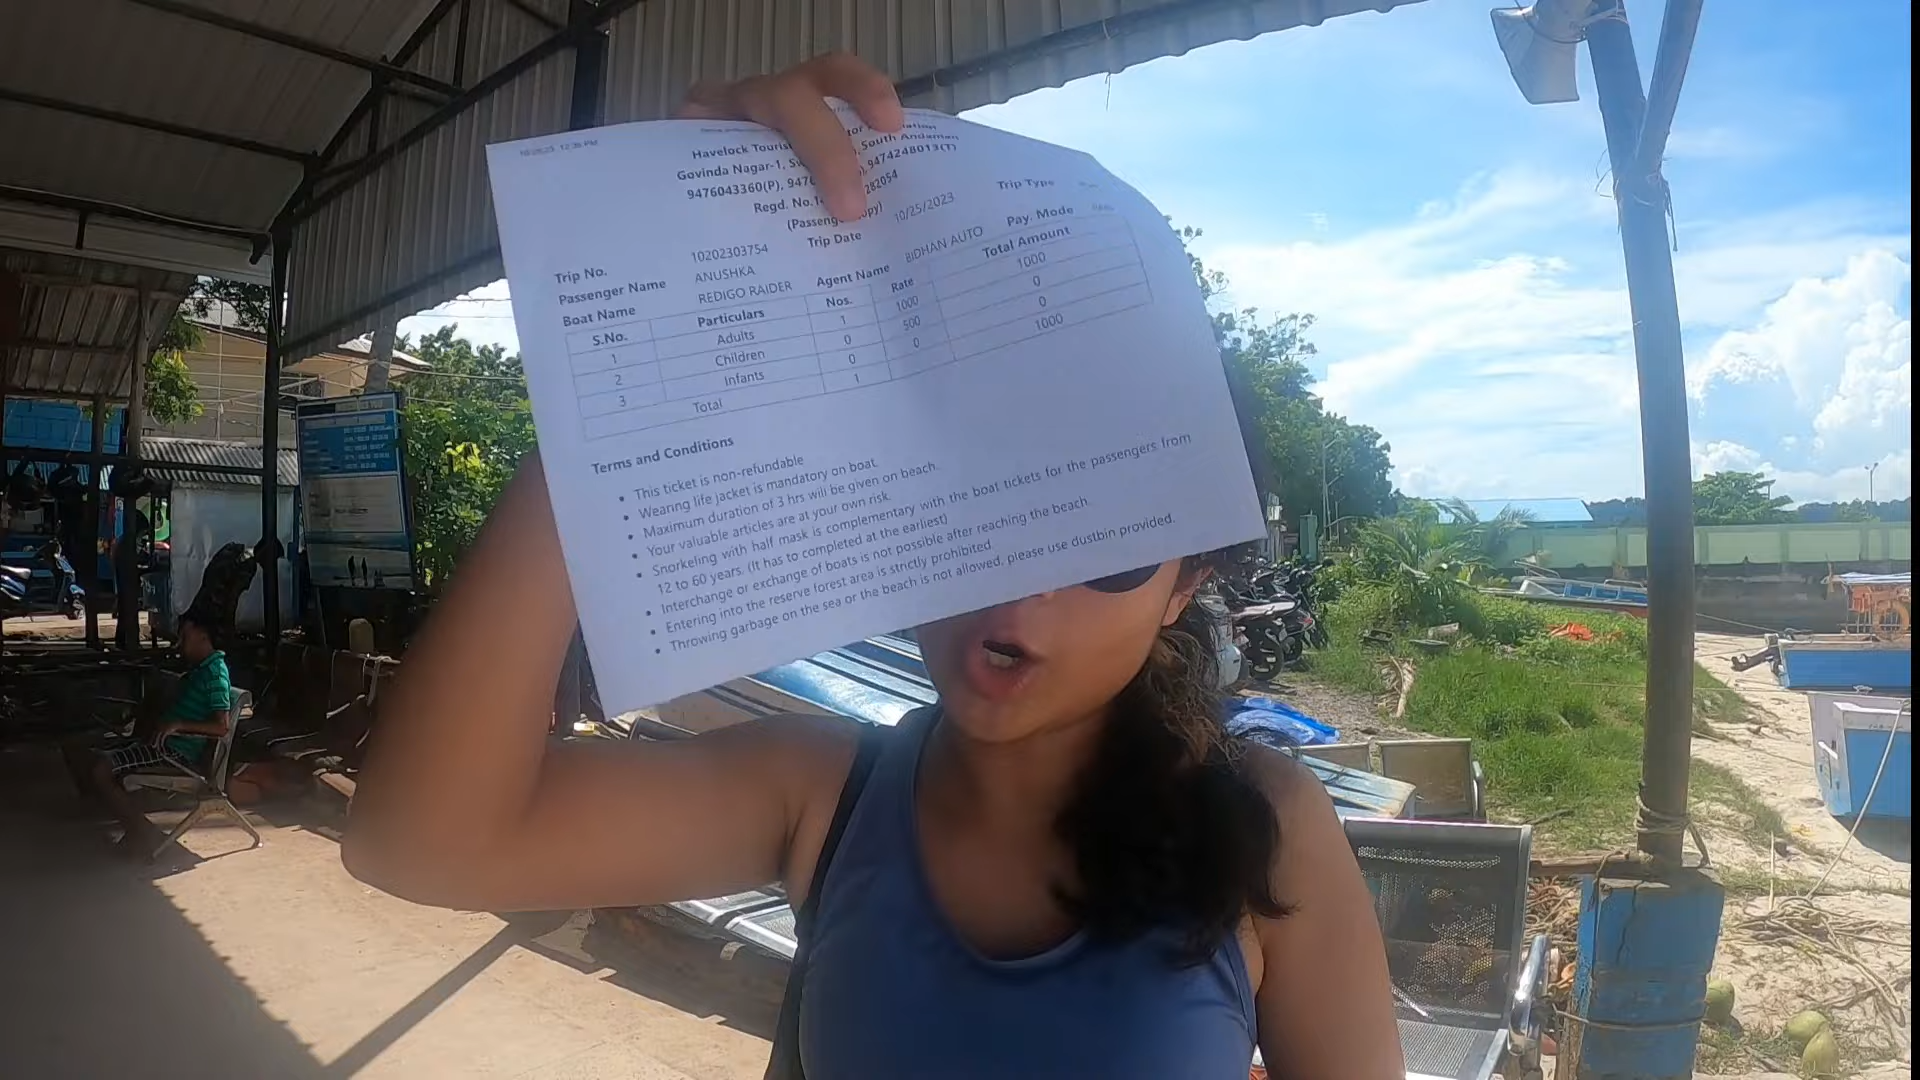 Havelock Touris
South Andaman
Govinda Nagar-1, 9474248013(T)
9476043360(P), 282054
Regd. No.
(Passenger
Trip No. 10202303754 Trip Date 10/25/2023 Trip Type
Passenger Name ANUSHKA Agent Name BIDHAN AUTO Pay. Mode
Boat Name REDIGO RAIDER
S.No. Particulars Nos. Rate Total Amount
1 Adults 1 1000 1000
2 Children 0 500 0
3 Infants 0 0 0
Total 1 1000
Terms and Conditions
This ticket is non-refundable
Wearing life jacket is mandatory on boat.
Maximum duration of 3 hrs will be given on beach.
Your valuable articles are at your own risk.
Snorkeling with half mask is complementary with the boat tickets for the passengers from
12 to 60 years. (It has to completed at the earliest)
Interchange or exchange of boats is not possible after reaching the beach.
Entering into the reserve forest area is strictly prohibited.
Throwing garbage on the sea or the beach is not allowed, please use dustbin provided.